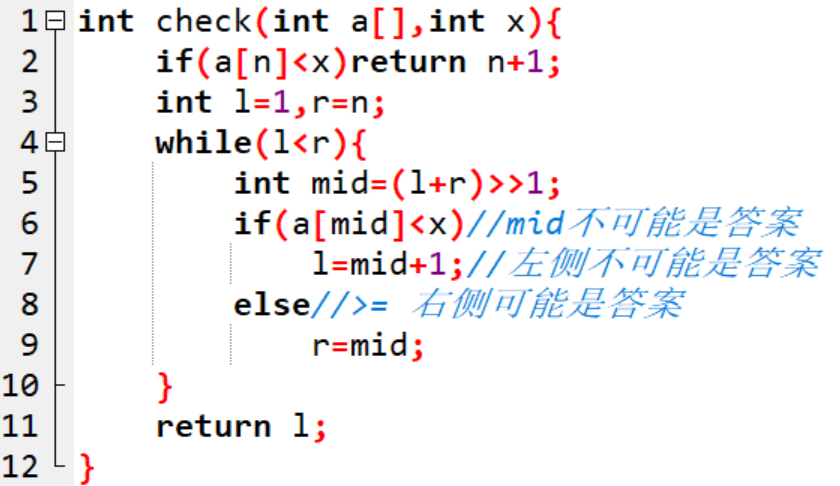 1 int check(int a[],int x){
2 if(a[n]<x)return n+1;
3 int l=1,r=n;
4 while(l<r){
5 int mid=(l+r)>>1;
6 if(a[mid]<x)//mid不可能是答案
7 l=mid+1;//左侧不可能是答案
8 else//>= 右侧可能是答案
9 r=mid;
10 }
11 return l;
12 }